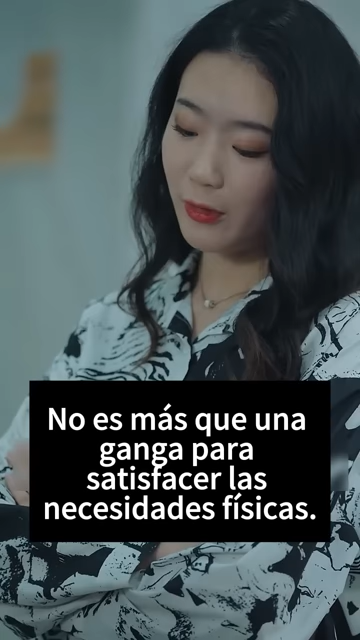 No es más que una
ganga para
satisfacer las
necesidades físicas.